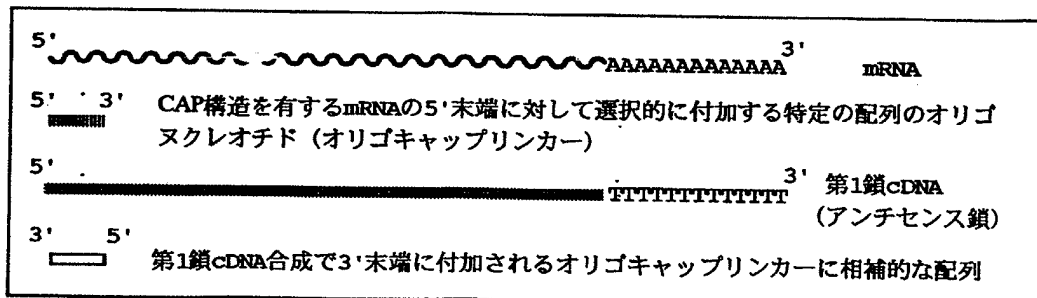 5' 3'
AAAAAAAAAAAAA mRNA
5' 3' CAP構造を有するmRNAの5'末端に対して選択的に付加する特定の配列のオリゴ
ヌクレオチド（オリゴキャップリンカー）
5' 3'
TTTTTTTTTTTTT 第1鎖cDNA
（アンチセンス鎖）
3' 5' 第1鎖cDNA合成で3'末端に付加されるオリゴキャップリンカーに相補的な配列